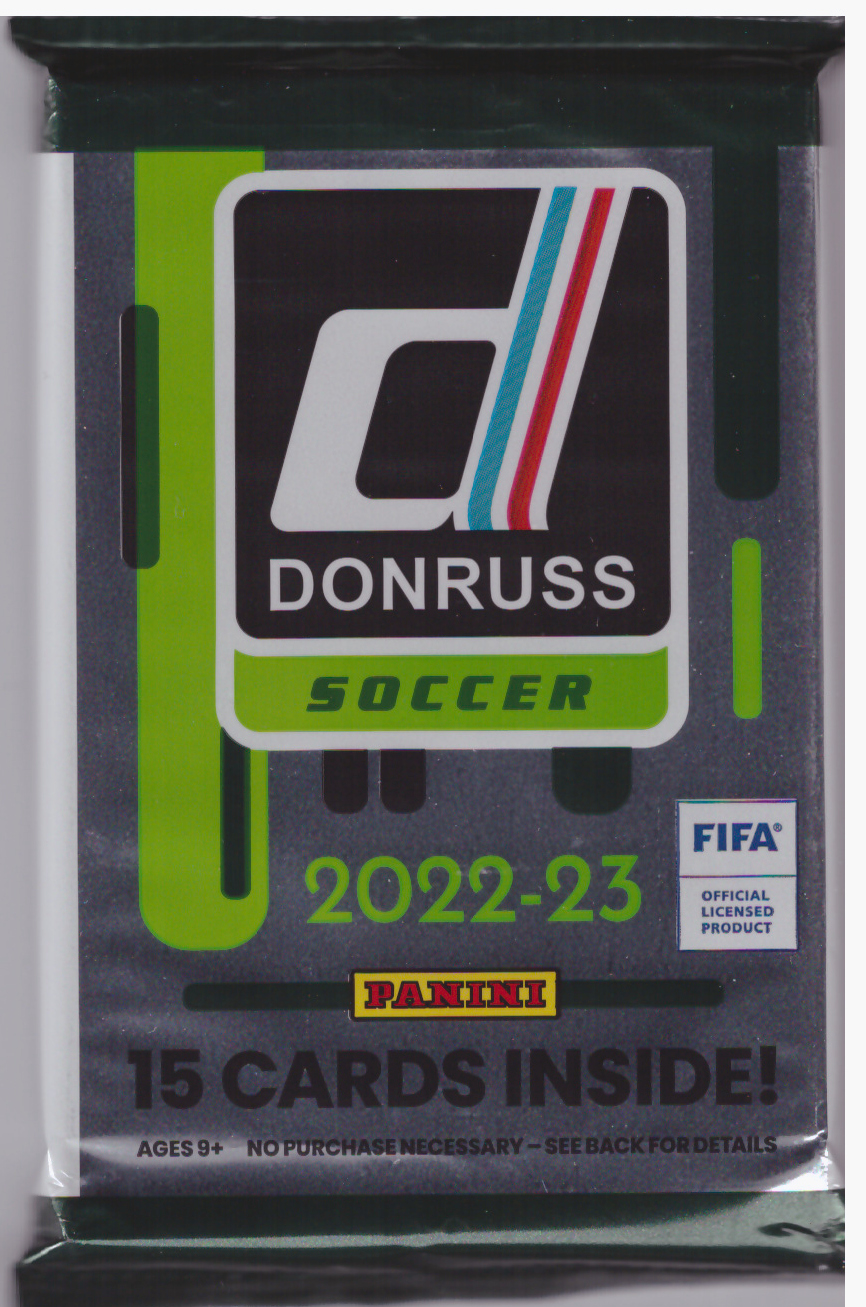 d
DONRUSS
SOCCER
2022-23
FIFA®
OFFICIAL
LICENSED
PRODUCT
PANINI
15 CARDS INSIDE!
AGES 9+ NO PURCHASE NECESSARY – SEE BACK FOR DETAILS